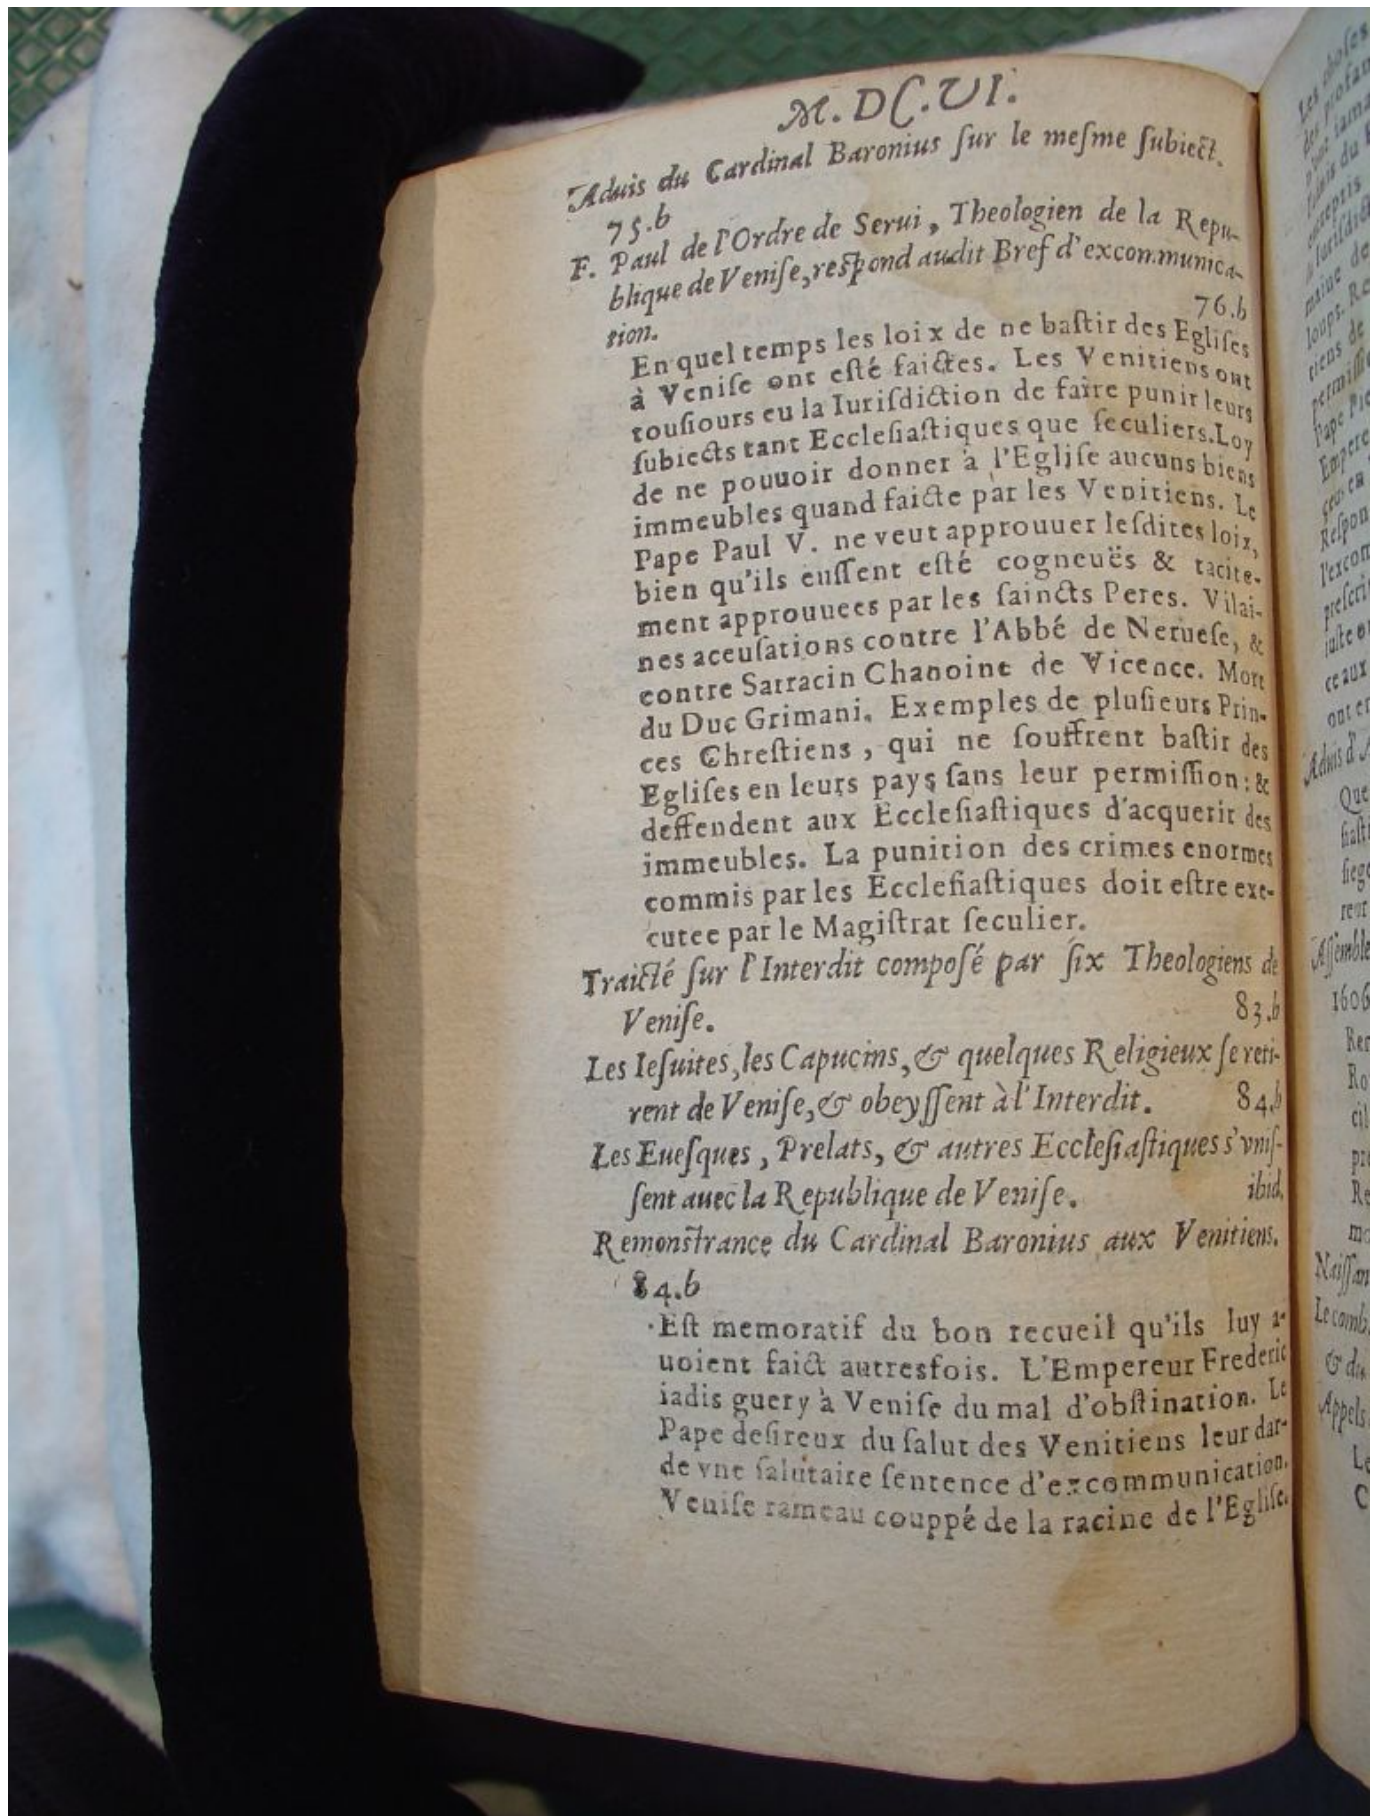 M.DC.VI.
Aduis du Cardinal Baronius ſur le meſme ſubiect.
75.b
F. Paul de l'Ordre de Serui, Theologien de la Repu-
blique de Veniſe, reſpond audit Bref d'excommunica-
tion. 76.b
En quel temps les loix de ne baſtir des Egliſes
à Veniſe ont eſté faictes. Les Venitiens ont
touſiours eu la Iuriſdiction de faire punir leurs
ſubiects tant Eccleſiaſtiques que ſeculiers. Loy
de ne pouuoir donner à l'Egliſe aucuns biens
immeubles quand faicte par les Venitiens. Le
Pape Paul V. ne veut approuuer leſdites loix,
bien qu'ils euſſent eſté cogneuës & tacite-
ment approuuees par les ſaincts Peres. Vilai-
nes aceuſations contre l'Abbé de Nerueſe, &
contre Sarracin Chanoine de Vicence. Mort
du Duc Grimani. Exemples de pluſieurs Prin-
ces Chreſtiens, qui ne ſouffrent baſtir des
Egliſes en leurs pays ſans leur permiſſion: &
deffendent aux Eccleſiaſtiques d'acquerir des
immeubles. La punition des crimes enormes
commis par les Eccleſiaſtiques doit eſtre exe-
cutee par le Magiſtrat ſeculier.
Traicté ſur l'Interdit compoſé par ſix Theologiens de
Veniſe. 83.b
Les Ieſuites, les Capucins, & quelques Religieux ſe reti-
rent de Veniſe, & obeyſſent à l'Interdit. 84.b
Les Eueſques, Prelats, & autres Eccleſiaſtiques s'vniſ-
ſent auec la Republique de Veniſe. ibid.
Remonſtrance du Cardinal Baronius aux Venitiens.
84.b
Eſt memoratif du bon recueil qu'ils luy a-
uoient faict autresfois. L'Empereur Frederic
iadis guery à Veniſe du mal d'obſtination. Le
Pape deſireux du ſalut des Venitiens leur dar-
de vne ſalutaire ſentence d'excommunication.
Veniſe rameau couppé de la racine de l'Egliſe.